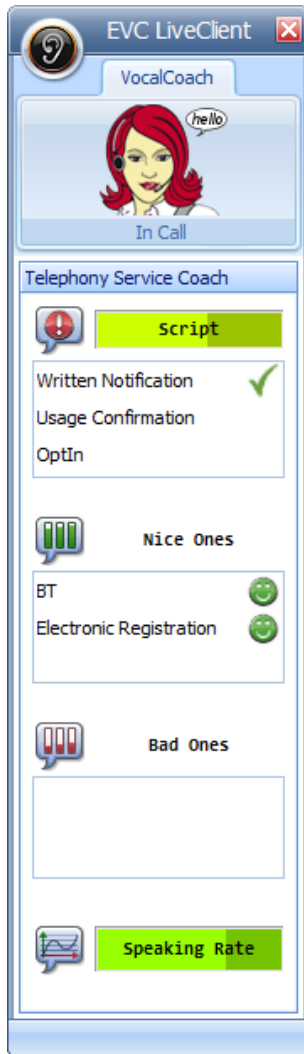 EVC LiveClient
VocalCoach
hello
In Call
Telephony Service Coach
Script
Written Notification
Usage Confirmation
OptIn
Nice Ones
BT
Electronic Registration
Bad Ones
Speaking Rate